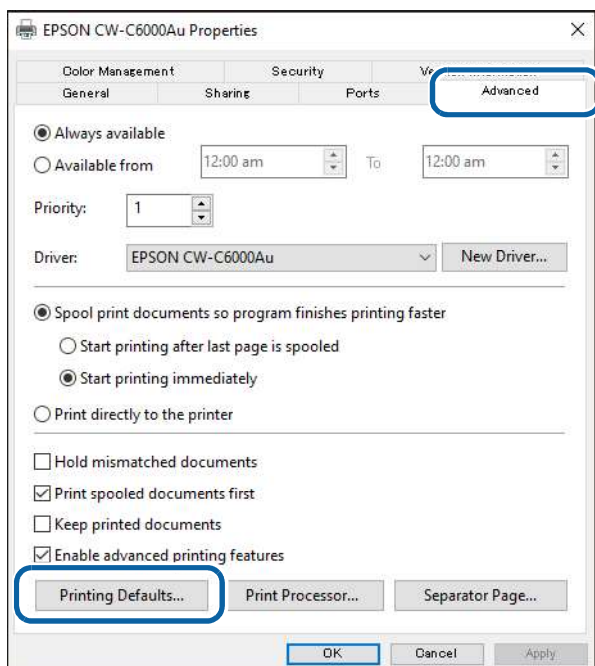 EPSON CW-C6000Au Properties
Color Management Security
General Sharing Ports Advanced
Always available
Available from 12:00 am To 12:00 am
Priority: 1
Driver: EPSON CW-C6000Au New Driver...
Spool print documents so program finishes printing faster
Start printing after last page is spooled
Start printing immediately
Print directly to the printer
Hold mismatched documents
Print spooled documents first
Keep printed documents
Enable advanced printing features
Printing Defaults... Print Processor... Separator Page...
OK Cancel Apply